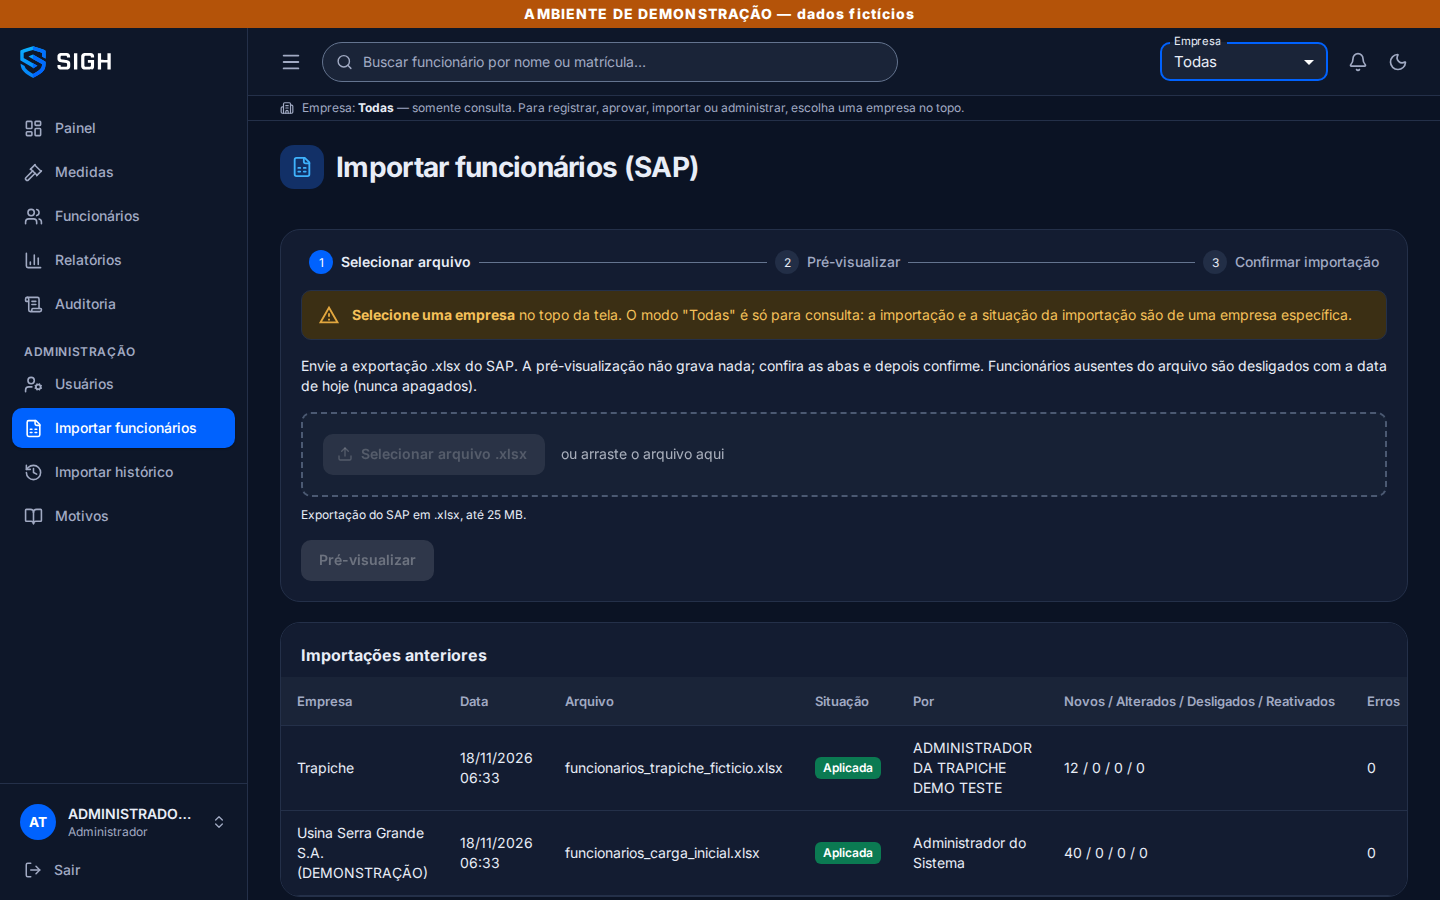 AMBIENTE DE DEMONSTRAÇÃO — dados fictícios
SIGH
Buscar funcionário por nome ou matrícula...
Empresa
Todas
Empresa: Todas — somente consulta. Para registrar, aprovar, importar ou administrar, escolha uma empresa no topo.
Painel
Medidas
Funcionários
Relatórios
Auditoria
ADMINISTRAÇÃO
Usuários
Importar funcionários
Importar histórico
Motivos
AT
ADMINISTRADO...
Administrador
Sair
Importar funcionários (SAP)
1 Selecionar arquivo
2 Pré-visualizar
3 Confirmar importação
Selecione uma empresa no topo da tela. O modo "Todas" é só para consulta: a importação e a situação da importação são de uma empresa específica.
Envie a exportação .xlsx do SAP. A pré-visualização não grava nada; confira as abas e depois confirme. Funcionários ausentes do arquivo são desligados com a data
de hoje (nunca apagados).
Selecionar arquivo .xlsx
ou arraste o arquivo aqui
Exportação do SAP em .xlsx, até 25 MB.
Pré-visualizar
Importações anteriores
Empresa Data Arquivo Situação Por Novos / Alterados / Desligados / Reativados Erros
Trapiche
18/11/2026
06:33
funcionarios_trapiche_ficticio.xlsx
Aplicada
ADMINISTRADOR
DA TRAPICHE
DEMO TESTE
12 / 0 / 0 / 0
0
Usina Serra Grande
S.A.
(DEMONSTRAÇÃO)
18/11/2026
06:33
funcionarios_carga_inicial.xlsx
Aplicada
Administrador do
Sistema
40 / 0 / 0 / 0
0